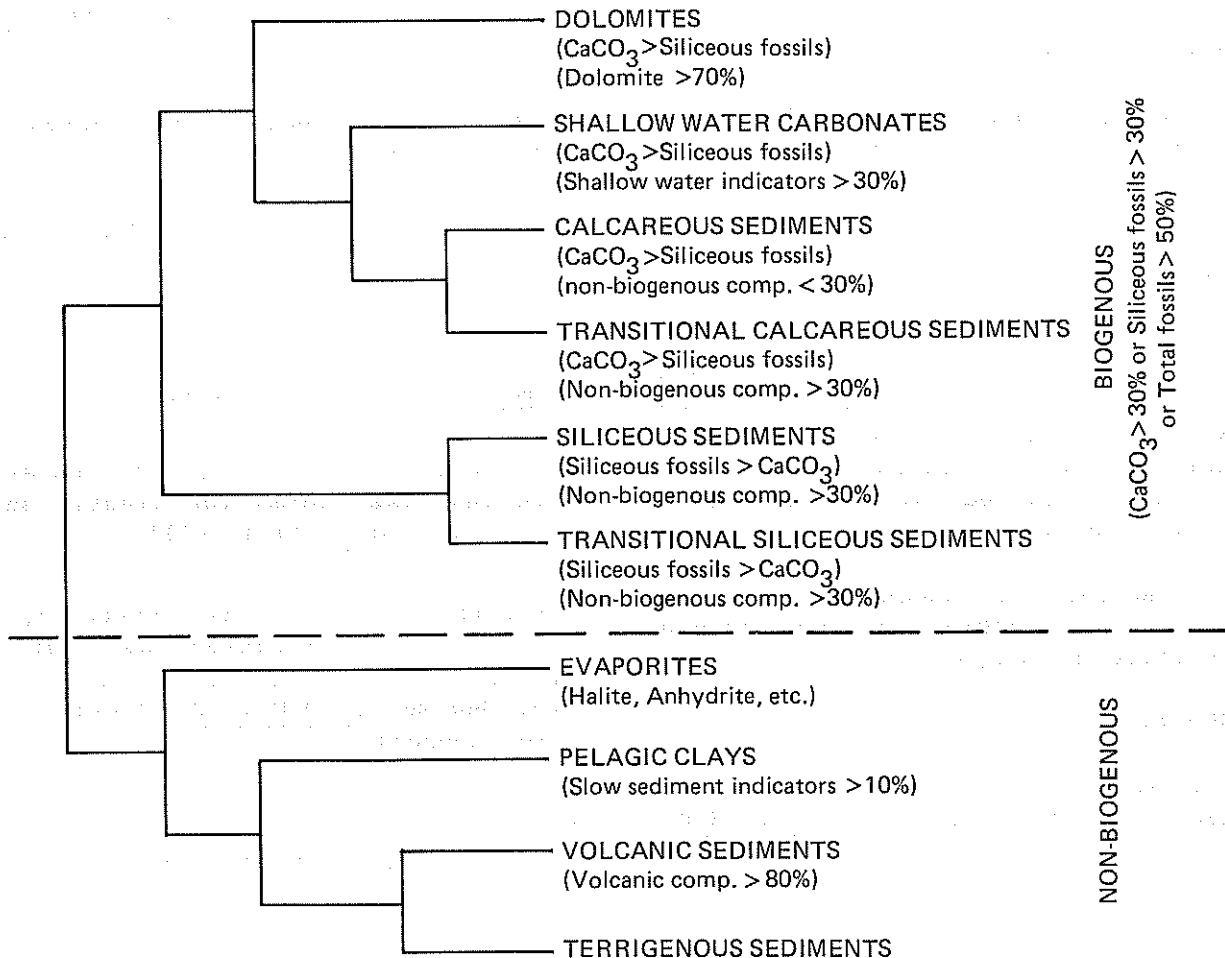 DOLOMITES
(CaCO3>Siliceous fossils)
(Dolomite >70%)
SHALLOW WATER CARBONATES
(CaCO3>Siliceous fossils)
(Shallow water indicators >30%)
CALCAREOUS SEDIMENTS
(CaCO3>Siliceous fossils)
(non-biogenous comp. < 30%)
TRANSITIONAL CALCAREOUS SEDIMENTS
(CaCO3>Siliceous fossils)
(Non-biogenous comp. >30%)
SILICEOUS SEDIMENTS
(Siliceous fossils >CaCO3)
(Non-biogenous comp. >30%)
TRANSITIONAL SILICEOUS SEDIMENTS
(Siliceous fossils >CaCO3)
(Non-biogenous comp. >30%)
BIOGENOUS
(CaCO3> 30% or Siliceous fossils > 30%
or Total fossils > 50%)
EVAPORITES
(Halite, Anhydrite, etc.)
PELAGIC CLAYS
(Slow sediment indicators >10%)
VOLCANIC SEDIMENTS
(Volcanic comp. > 80%)
TERRIGENOUS SEDIMENTS
NON-BIOGENOUS